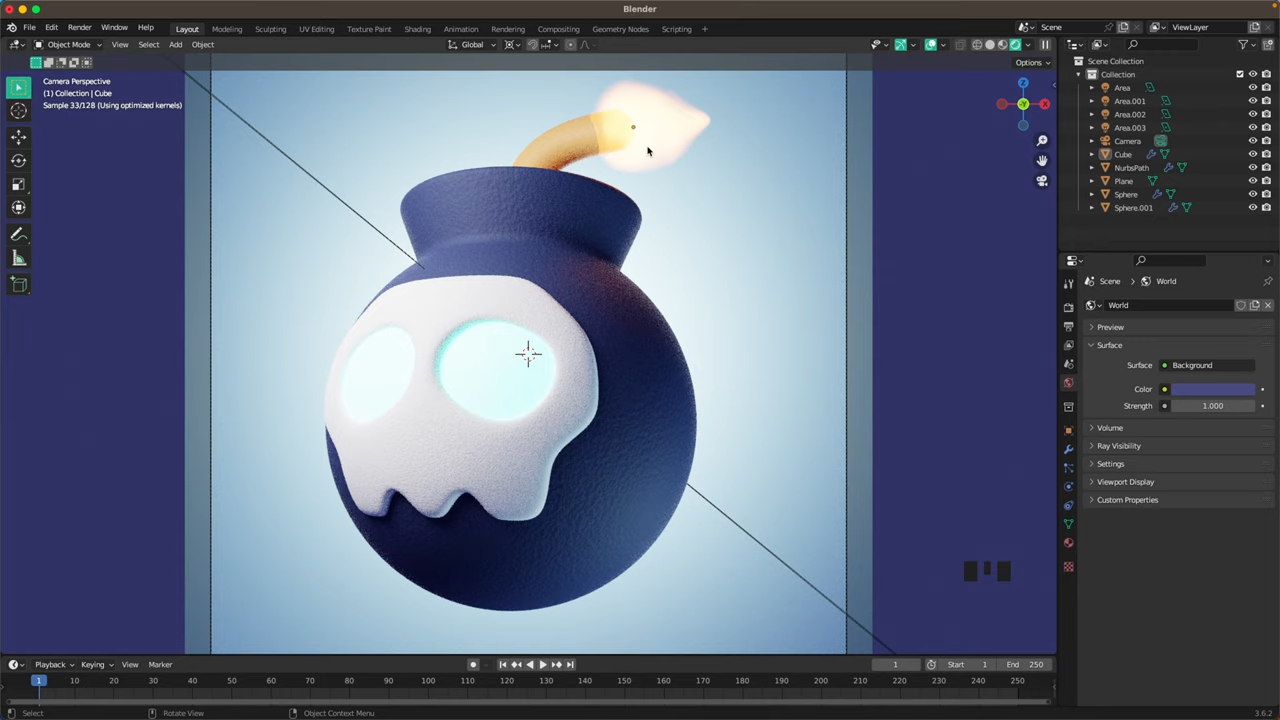 Blender
File Edit Render Window Help
Layout Modeling Sculpting UV Editing Texture Paint Shading Animation Rendering Compositing Geometry Nodes Scripting +
Scene
ViewLayer
Object Mode View Select Add Object
Global
Options
Camera Perspective
(1) Collection | Cube
Sample 33/128 (Using optimized kernels)
Z
X
Y
Scene Collection
Collection
Area
Area.001
Area.002
Area.003
Camera
Cube
NurbsPath
Plane
Sphere
Sphere.001
Scene > World
World
Preview
Surface
Surface Background
Color
Strength 1.000
Volume
Ray Visibility
Settings
Viewport Display
Custom Properties
Playback Keying View Marker
1 Start 1 End 250
1 10 20 30 40 50 60 70 80 90 100 110 120 130 140 150 160 170 180 190 200 210 220 230 240 250
Select Rotate View Object Context Menu
3.6.2